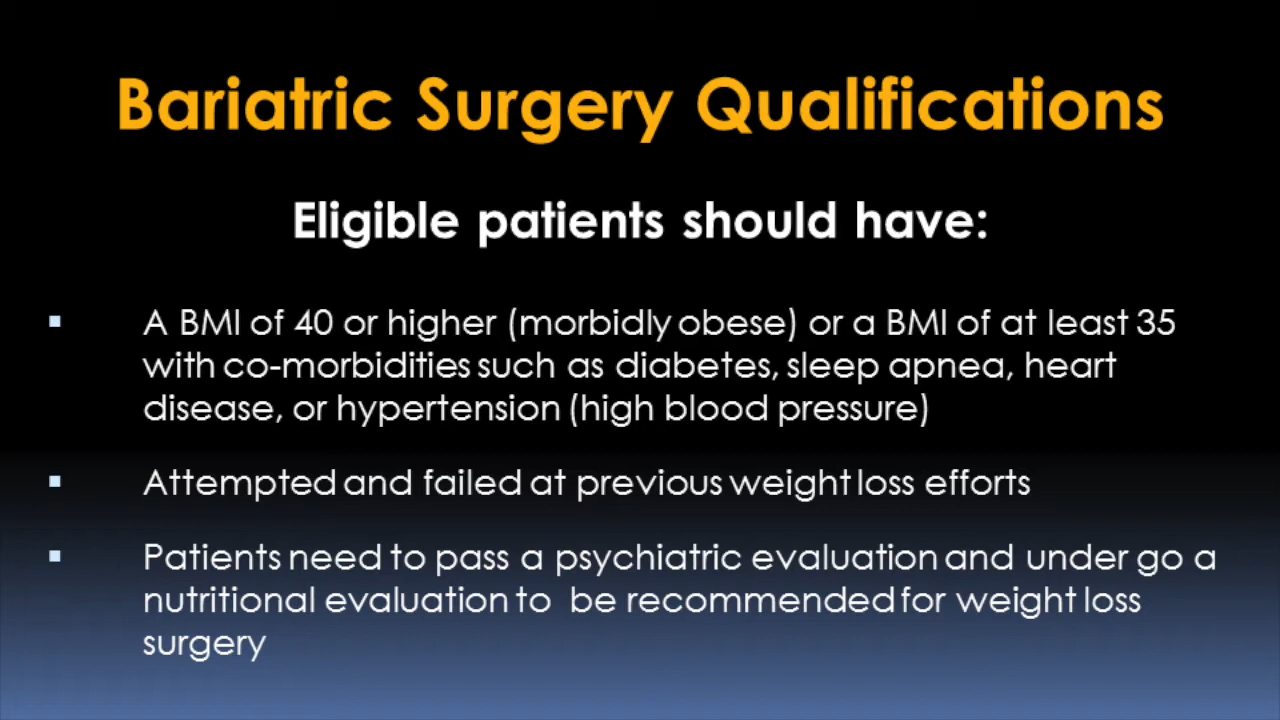 Bariatric Surgery Qualifications
Eligible patients should have:
▪ A BMI of 40 or higher (morbidly obese) or a BMI of at least 35
with co-morbidities such as diabetes, sleep apnea, heart
disease, or hypertension (high blood pressure)
▪ Attempted and failed at previous weight loss efforts
▪ Patients need to pass a psychiatric evaluation and under go a
nutritional evaluation to be recommended for weight loss
surgery